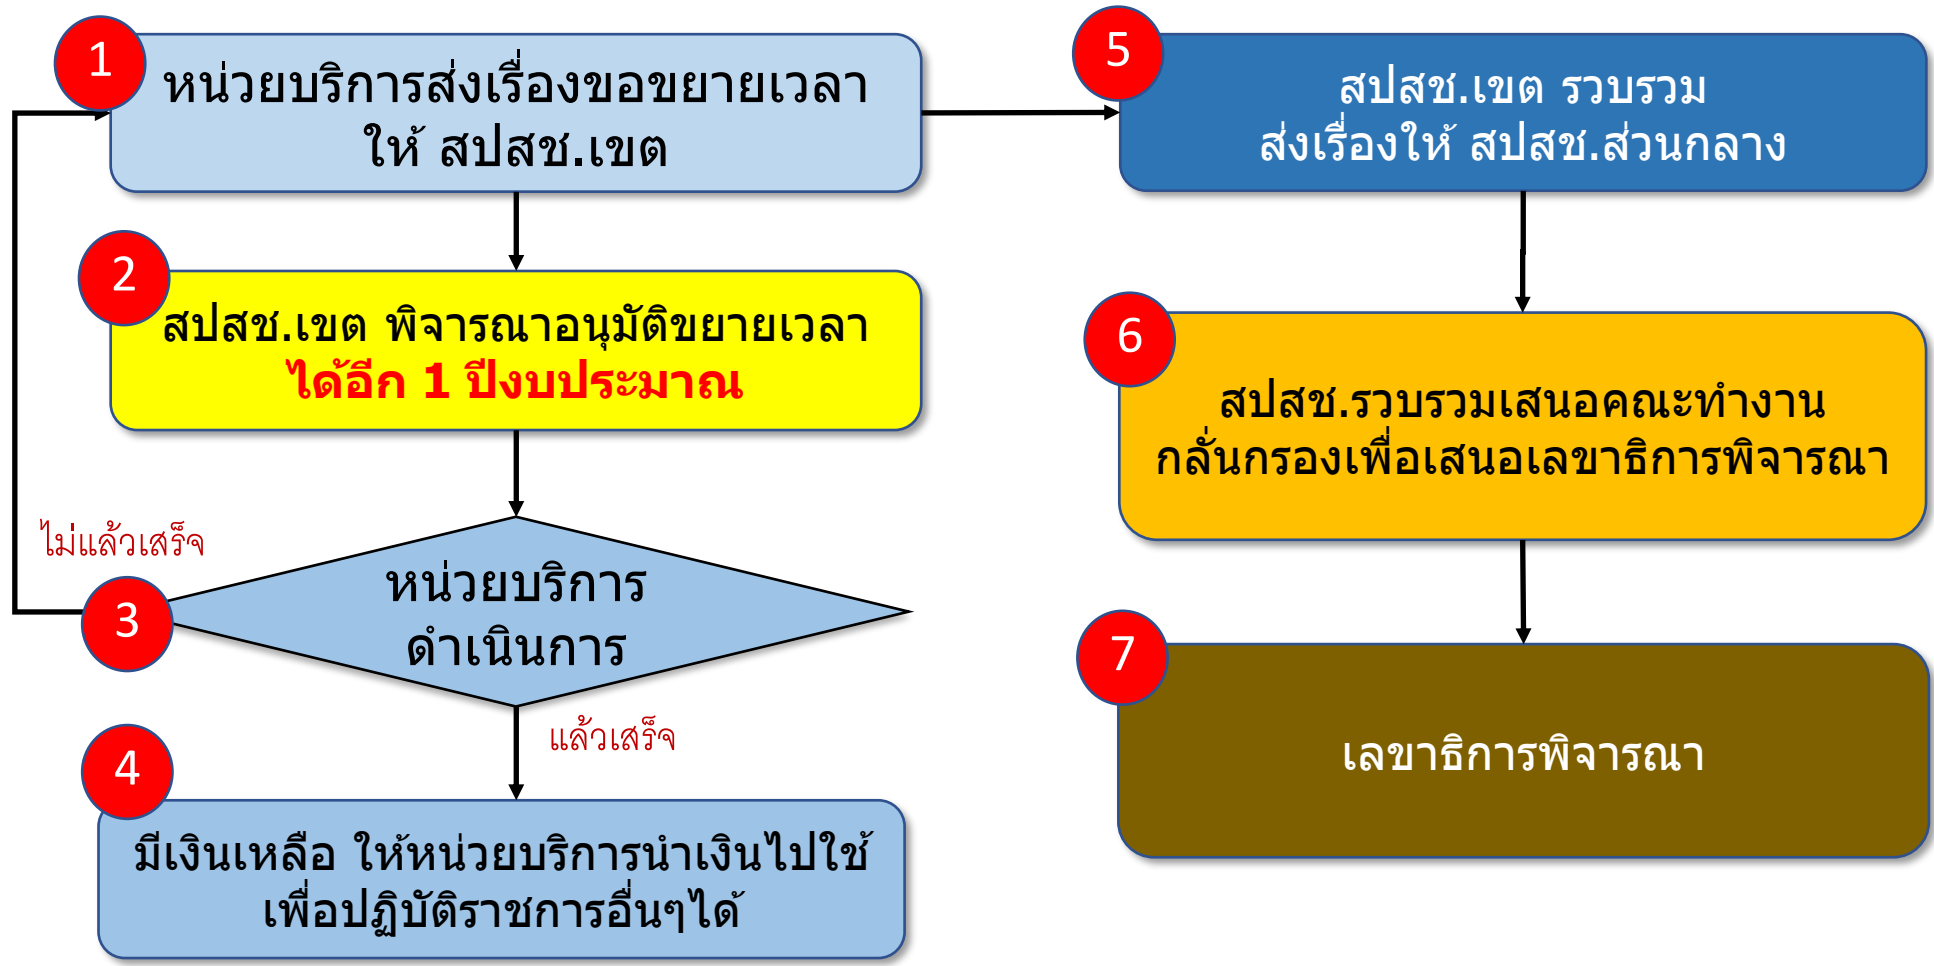 1
หน่วยบริการส่งเรื่องขอขยายเวลา
ให้ สปสช.เขต
2
สปสช.เขต พิจารณาอนุมัติขยายเวลา
ได้อีก 1 ปีงบประมาณ
ไม่แล้วเสร็จ
3
หน่วยบริการ
ดำเนินการ
แล้วเสร็จ
4
มีเงินเหลือ ให้หน่วยบริการนำเงินไปใช้
เพื่อปฏิบัติราชการอื่นๆได้
5
สปสช.เขต รวบรวม
ส่งเรื่องให้ สปสช.ส่วนกลาง
6
สปสช.รวบรวมเสนอคณะทำงาน
กลั่นกรองเพื่อเสนอเลขาธิการพิจารณา
7
เลขาธิการพิจารณา